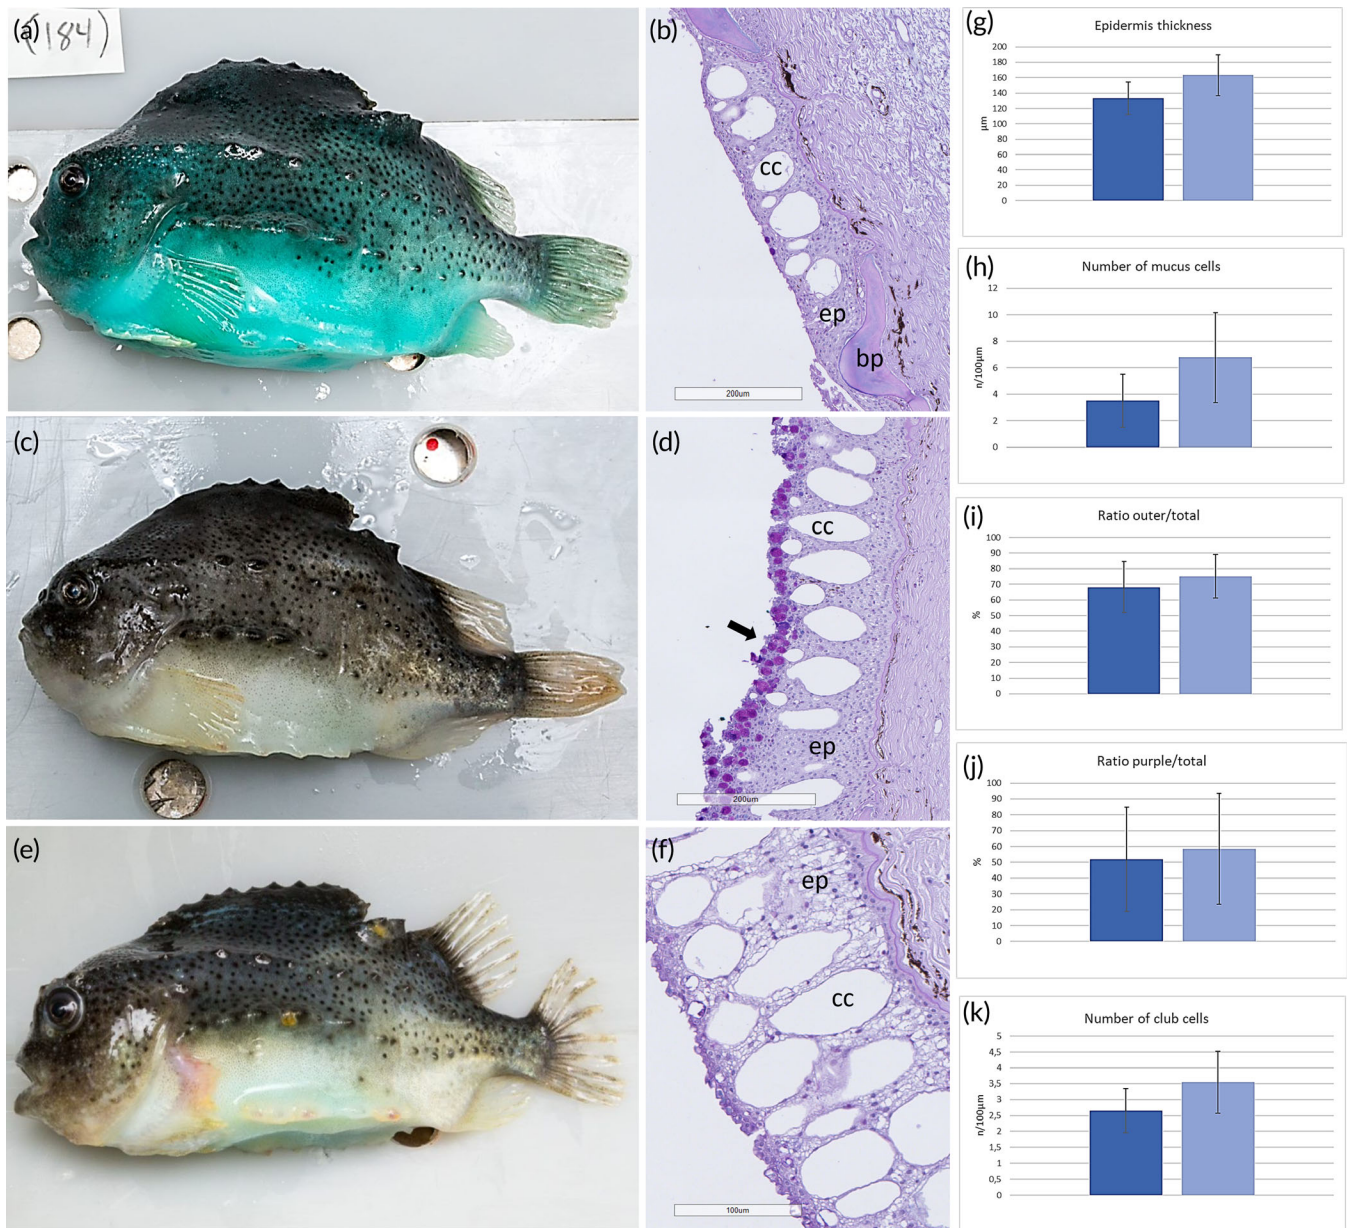 (a)
(184)
(b)
cc
ep
bp
200um
(c)
(d)
cc
ep
200um
(e)
(f)
ep
cc
100um
(g)
Epidermis thickness
200
180
160
140
120
100
80
60
40
20
0
µm
(h)
Number of mucus cells
12
10
8
6
4
2
0
n/100µm
(i)
Ratio outer/total
100
90
80
70
60
50
40
30
20
10
0
%
(j)
Ratio purple/total
100
90
80
70
60
50
40
30
20
10
0
%
(k)
Number of club cells
5
4,5
4
3,5
3
2,5
2
1,5
1
0,5
0
n/100µm